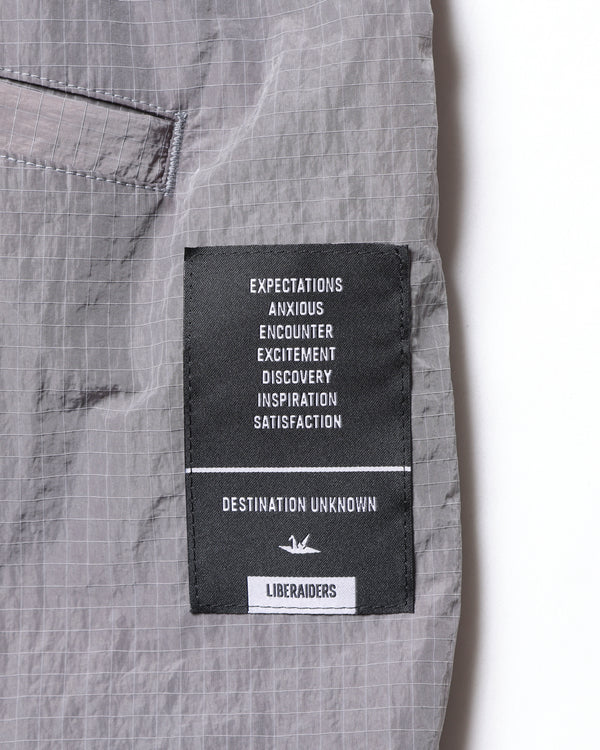 EXPECTATIONS
ANXIOUS
ENCOUNTER
EXCITEMENT
DISCOVERY
INSPIRATION
SATISFACTION
DESTINATION UNKNOWN
LIBERAIDERS